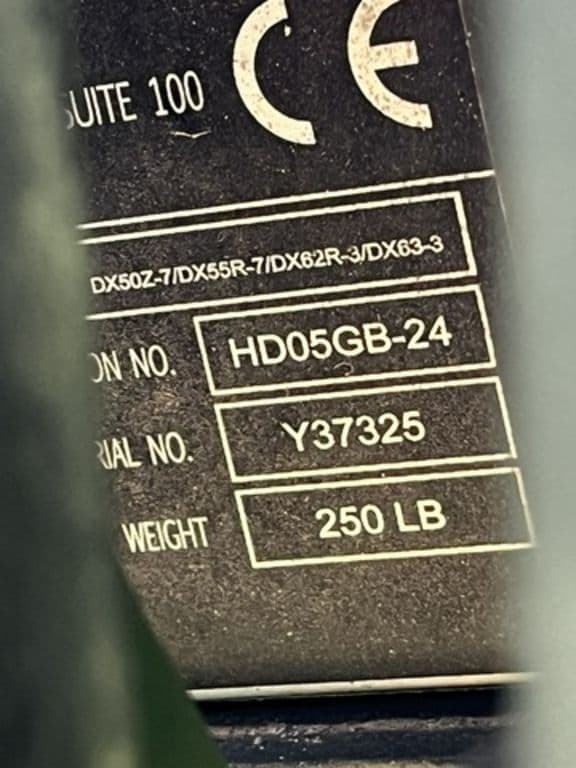 CE
SUITE 100
DX50Z-7/DX55R-7/DX62R-3/DX63-3
ON NO. HD05GB-24
RIAL NO. Y37325
WEIGHT 250 LB